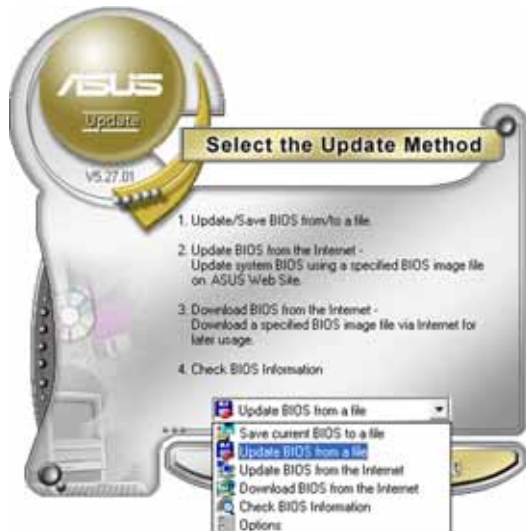 ASUS
Update
V5.27.01
Select the Update Method
1. Update/Save BIOS from/to a file.
2. Update BIOS from the Internet -
Update system BIOS using a specified BIOS image file
on ASUS Web Site.
3. Download BIOS from the Internet -
Download a specified BIOS image file via Internet for
later usage.
4. Check BIOS Information
Update BIOS from a file
Save current BIOS to a file
Update BIOS from a file
Update BIOS from the Internet
Download BIOS from the Internet
Check BIOS Information
Options